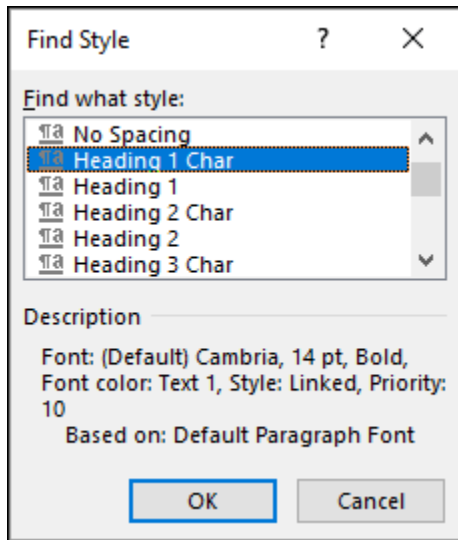 Find Style ? ×
Find what style:
¶a No Spacing
¶a Heading 1 Char
¶a Heading 1
¶a Heading 2 Char
¶a Heading 2
¶a Heading 3 Char
Description
Font: (Default) Cambria, 14 pt, Bold,
Font color: Text 1, Style: Linked, Priority:
10
Based on: Default Paragraph Font
OK Cancel